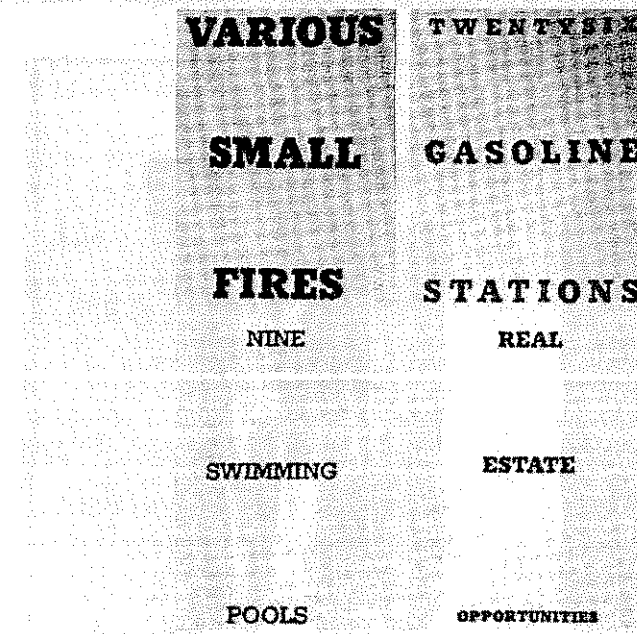 VARIOUS
SMALL
FIRES
TWENTYSIX
GASOLINE
STATIONS
NINE
SWIMMING
POOLS
REAL
ESTATE
OPPORTUNITIES